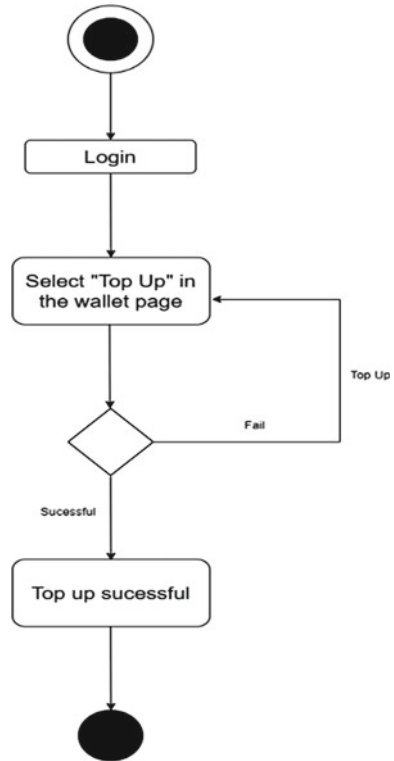 Login
Select "Top Up" in
the wallet page
Top Up
Fail
Sucessful
Top up sucessful